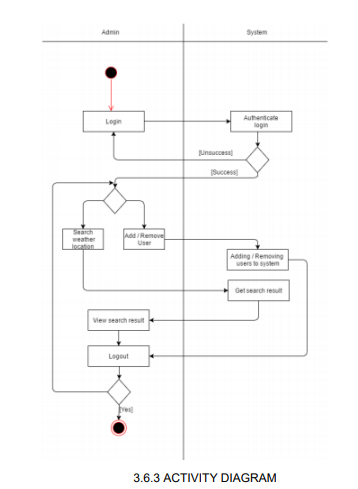 Admin
System
Login
Authenticate
login
[Unsuccess]
[Success]
Search
weather
location
Add / Remove
User
Adding / Removing
users to system
Get search result
View search result
Logout
[Yes]
3.6.3 ACTIVITY DIAGRAM